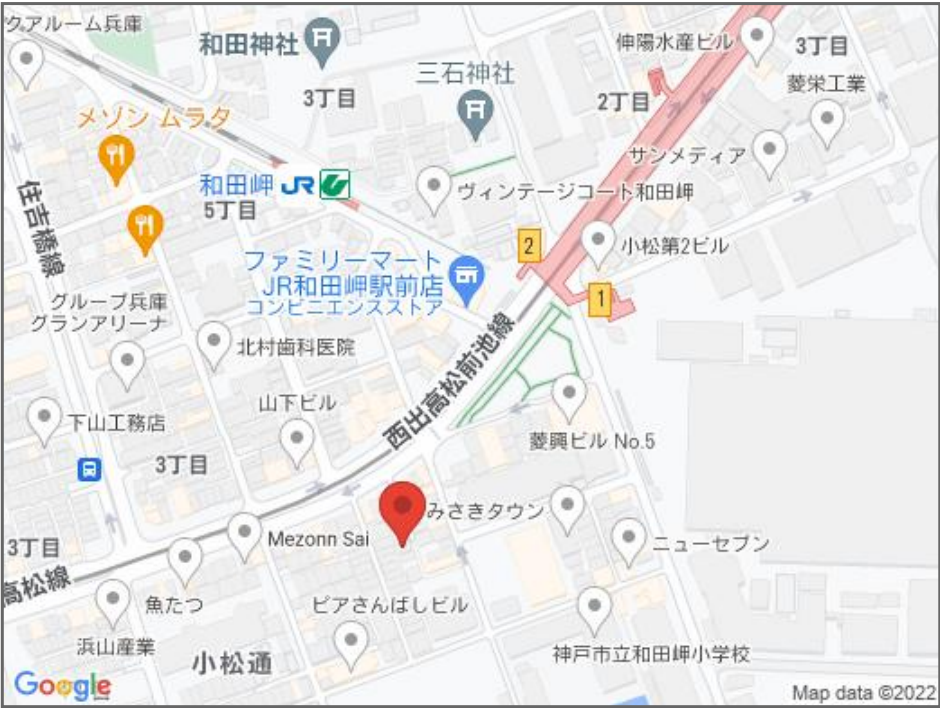 クアルーム兵庫
和田神社
伸陽水産ビル
3丁目
三石神社
3丁目
2丁目
菱栄工業
メゾン ムラタ
サンメディア
和田岬 JR
5丁目
ヴィンテージコート和田岬
住吉橋線
2
小松第2ビル
ファミリーマート
JR和田岬駅前店
コンビニエンスストア
1
グループ兵庫
グランアリーナ
北村歯科医院
西出高松前池線
山下ビル
下山工務店
菱興ビル No.5
3丁目
みさきタウン
Mezonn Sai
ニューセブン
3丁目
高松線
魚たつ
ピアさんばしビル
浜山産業
小松通
神戸市立和田岬小学校
Google
Map data ©2022